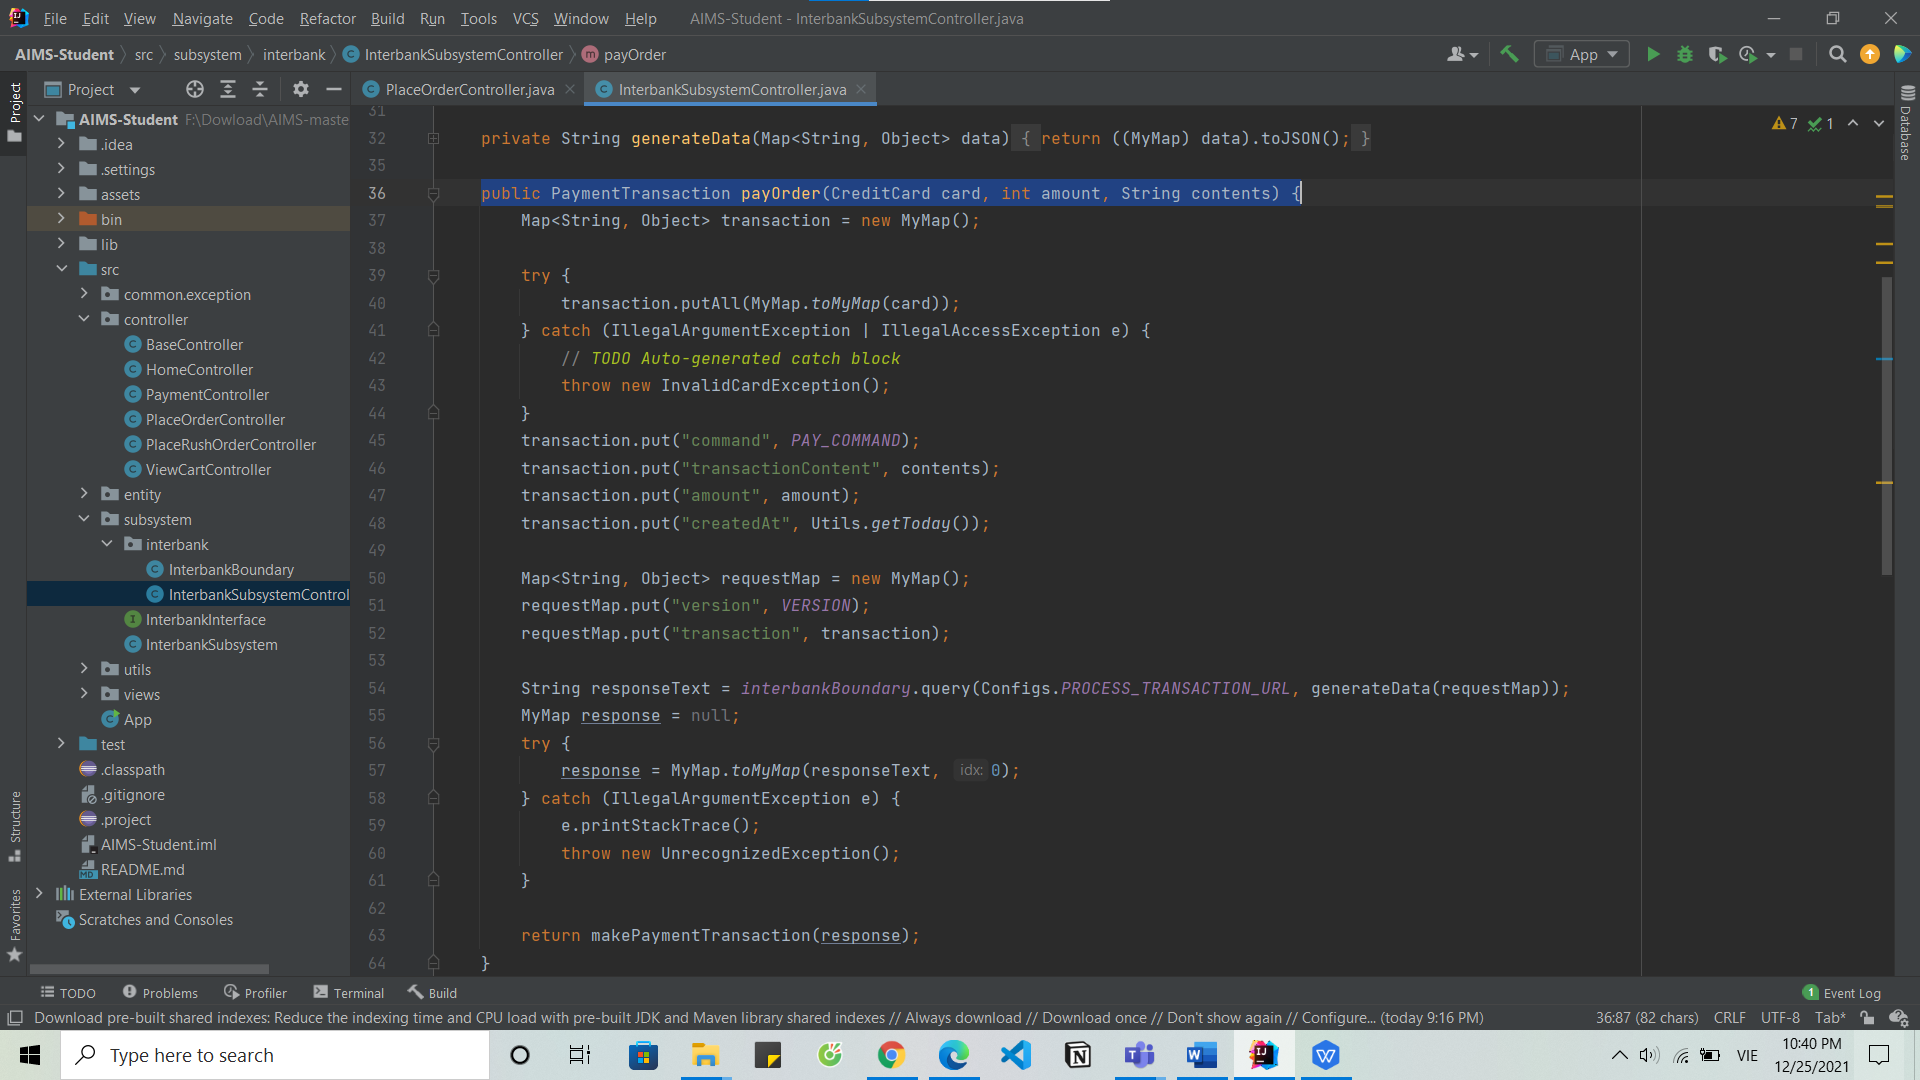 File Edit View Navigate Code Refactor Build Run Tools VCS Window Help AIMS-Student - InterbankSubsystemController.java
AIMS-Student src subsystem interbank InterbankSubsystemController payOrder App
Project
PlaceOrderController.java InterbankSubsystemController.java
Project
Structure
Favorites
Database
AIMS-Student F:\Dowload\AIMS-maste
.idea
.settings
assets
bin
lib
src
common.exception
controller
BaseController
HomeController
PaymentController
PlaceOrderController
PlaceRushOrderController
ViewCartController
entity
subsystem
interbank
InterbankBoundary
InterbankSubsystemControl
InterbankInterface
InterbankSubsystem
utils
views
App
test
.classpath
.gitignore
.project
AIMS-Student.iml
README.md
External Libraries
Scratches and Consoles
7 1
31
32 private String generateData(Map<String, Object> data) { return ((MyMap) data).toJSON(); }
35
36 public PaymentTransaction payOrder(CreditCard card, int amount, String contents) {
37 Map<String, Object> transaction = new MyMap();
38
39 try {
40 transaction.putAll(MyMap.toMyMap(card));
41 } catch (IllegalArgumentException | IllegalAccessException e) {
42 // TODO Auto-generated catch block
43 throw new InvalidCardException();
44 }
45 transaction.put("command", PAY_COMMAND);
46 transaction.put("transactionContent", contents);
47 transaction.put("amount", amount);
48 transaction.put("createdAt", Utils.getToday());
49
50 Map<String, Object> requestMap = new MyMap();
51 requestMap.put("version", VERSION);
52 requestMap.put("transaction", transaction);
53
54 String responseText = interbankBoundary.query(Configs.PROCESS_TRANSACTION_URL, generateData(requestMap));
55 MyMap response = null;
56 try {
57 response = MyMap.toMyMap(responseText, idx: 0);
58 } catch (IllegalArgumentException e) {
59 e.printStackTrace();
60 throw new UnrecognizedException();
61 }
62
63 return makePaymentTransaction(response);
64 }
TODO Problems Profiler Terminal Build 1 Event Log
Download pre-built shared indexes: Reduce the indexing time and CPU load with pre-built JDK and Maven library shared indexes // Always download // Download once // Don't show again // Configure... (today 9:16 PM) 36:87 (82 chars) CRLF UTF-8 Tab*
Type here to search VIE 10:40 PM
12/25/2021